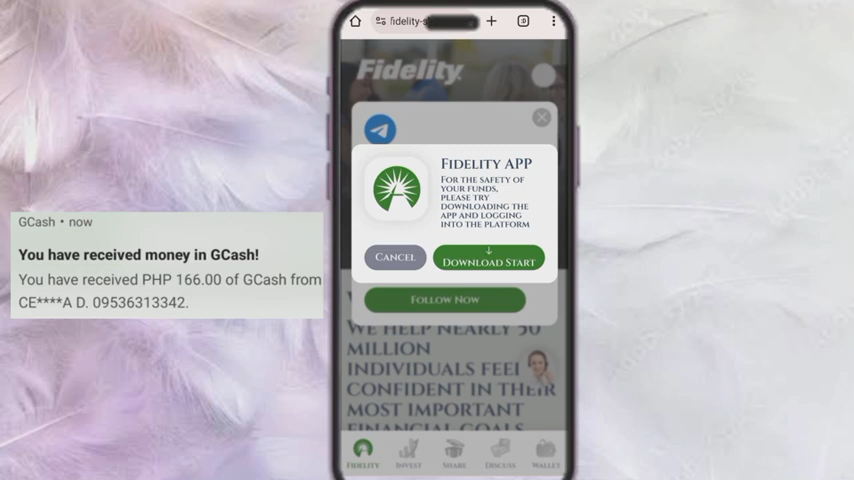 fidelity-s
Fidelity
FIDELITY APP
FOR THE SAFETY OF
YOUR FUNDS,
PLEASE TRY
DOWNLOADING THE
APP AND LOGGING
INTO THE PLATFORM
CANCEL
DOWNLOAD START
FOLLOW NOW
WE HELP NEARLY 50
MILLION
INDIVIDUALS FEEL
CONFIDENT IN THEIR
MOST IMPORTANT
FINANCIAL GOALS
FIDELITY
INVEST
SHARE
DISCUSS
WALLET
GCash • now
You have received money in GCash!
You have received PHP 166.00 of GCash from
CE****A D. 09536313342.